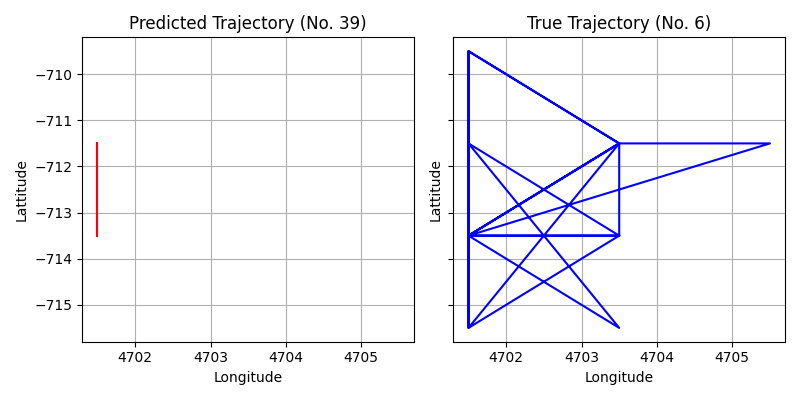 Predicted Trajectory (No. 39)
True Trajectory (No. 6)
−710
−711
−712
−713
−714
−715
Lattitude
Lattitude
4702 4703 4704 4705
4702 4703 4704 4705
Longitude
Longitude